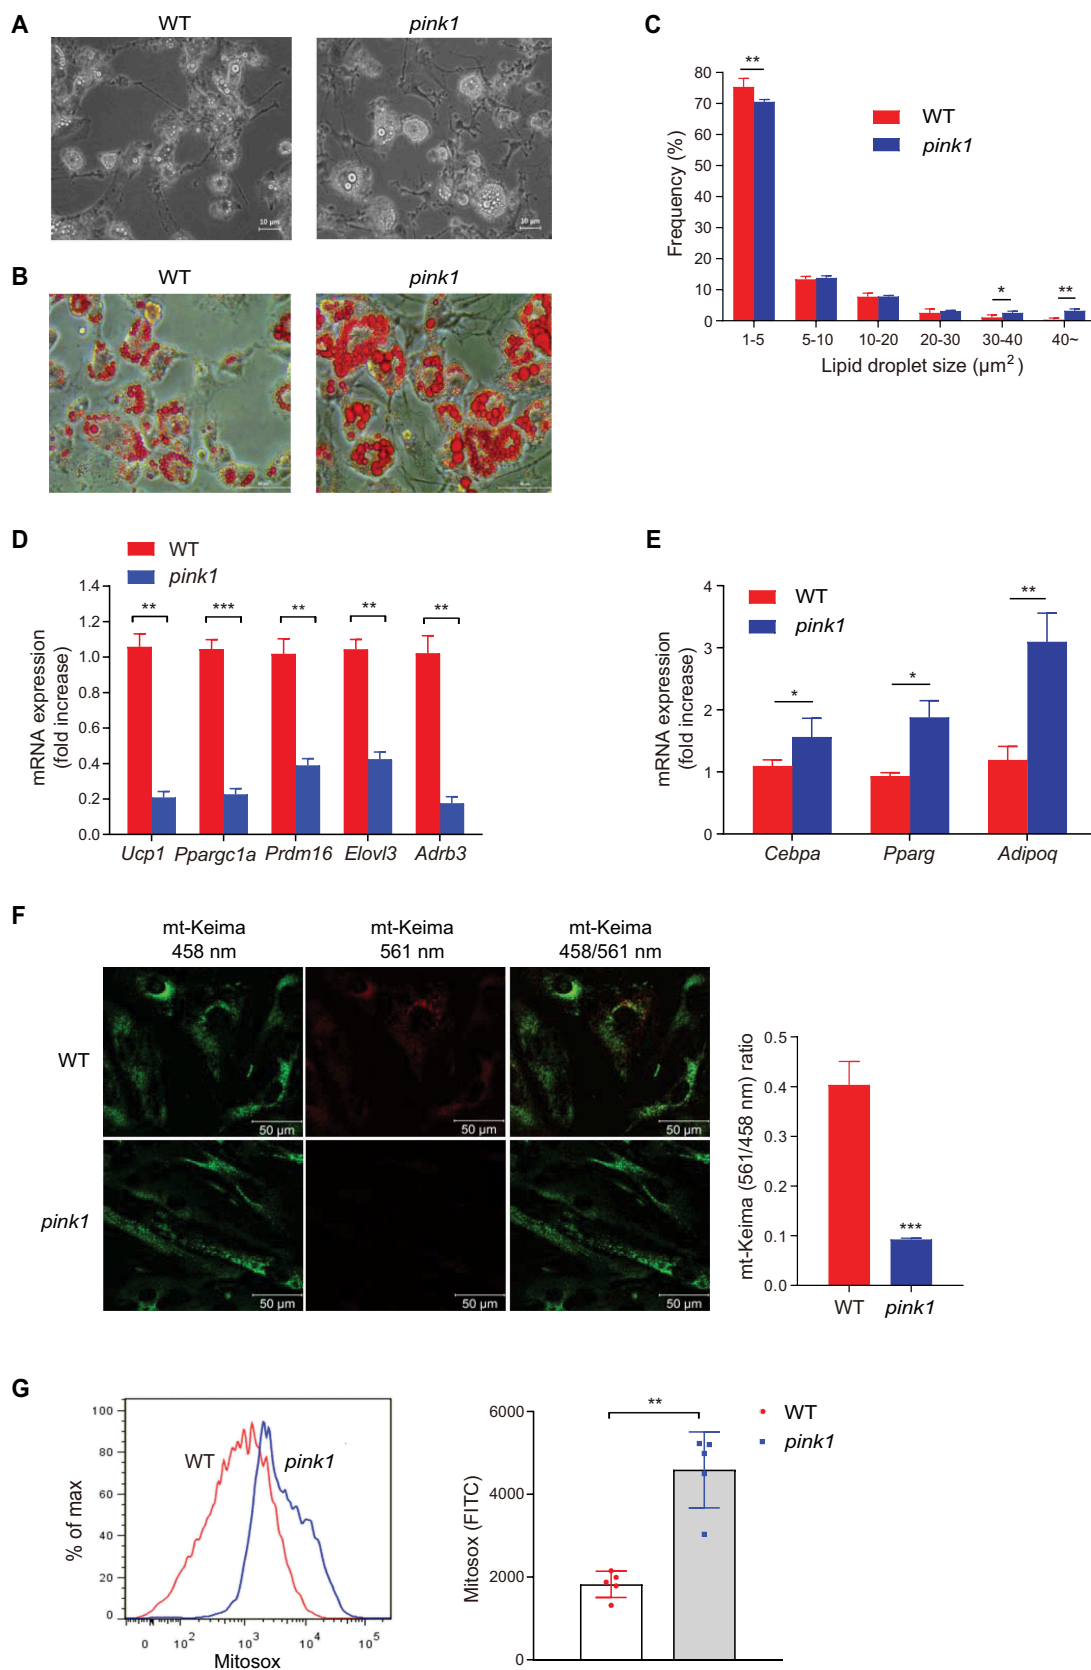 A
WT
pink1
10 µm
10 µm
B
WT
pink1
C
WT
pink1
**
*
**
Frequency (%)
80
70
60
50
40
30
20
10
0
1-5
5-10
10-20
20-30
30-40
40~
Lipid droplet size (µm²)
D
WT
pink1
mRNA expression
(fold increase)
1.4
1.2
1.0
0.8
0.6
0.4
0.2
0.0
**
***
**
**
**
Ucp1
Ppargc1a
Prdm16
Elovl3
Adrb3
E
WT
pink1
mRNA expression
(fold increase)
4
3
2
1
0
*
*
**
Cebpa
Pparg
Adipoq
F
mt-Keima
458 nm
mt-Keima
561 nm
mt-Keima
458/561 nm
WT
50 µm
50 µm
50 µm
pink1
50 µm
50 µm
50 µm
mt-Keima (561/458 nm) ratio
0.5
0.4
0.3
0.2
0.1
0.0
***
WT
pink1
G
% of max
100
80
60
40
20
0
WT
pink1
0
10²
10³
10⁴
10⁵
Mitosox
Mitosox (FITC)
6000
4000
2000
0
**
WT
pink1